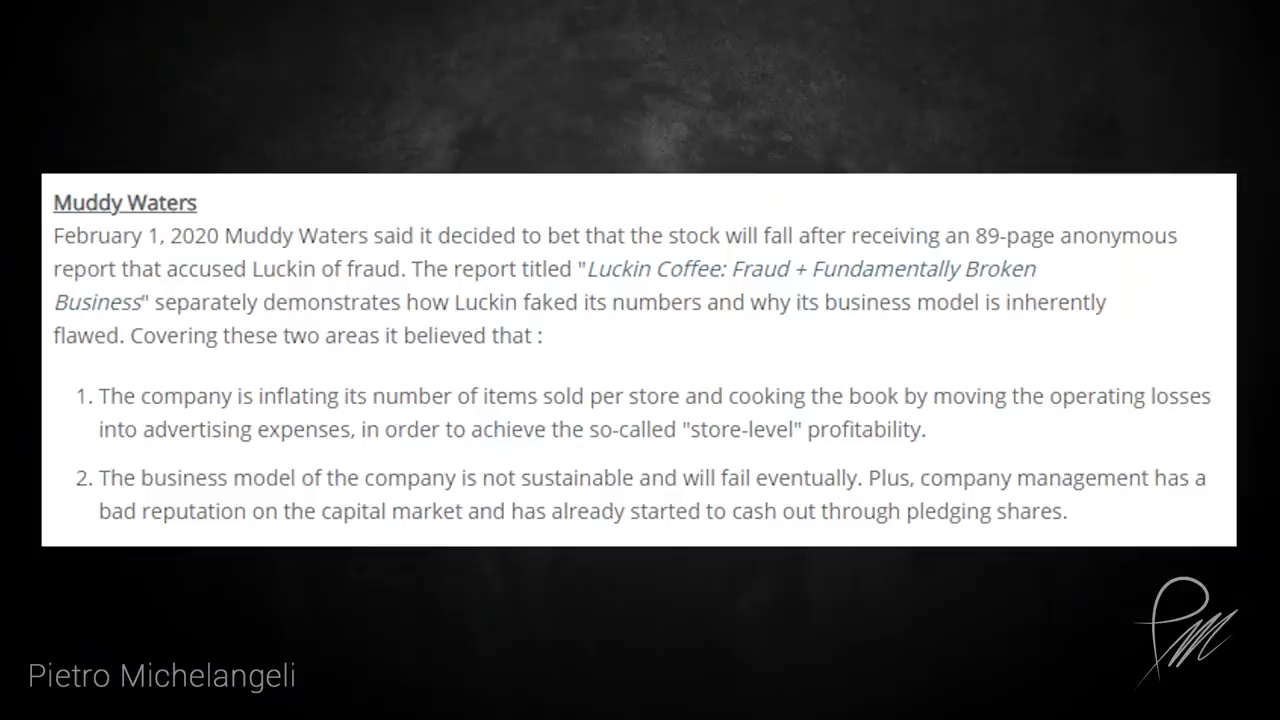 Muddy Waters
February 1, 2020 Muddy Waters said it decided to bet that the stock will fall after receiving an 89-page anonymous
report that accused Luckin of fraud. The report titled "Luckin Coffee: Fraud + Fundamentally Broken
Business" separately demonstrates how Luckin faked its numbers and why its business model is inherently
flawed. Covering these two areas it believed that :
1. The company is inflating its number of items sold per store and cooking the book by moving the operating losses
into advertising expenses, in order to achieve the so-called "store-level" profitability.
2. The business model of the company is not sustainable and will fail eventually. Plus, company management has a
bad reputation on the capital market and has already started to cash out through pledging shares.
Pietro Michelangeli
PM